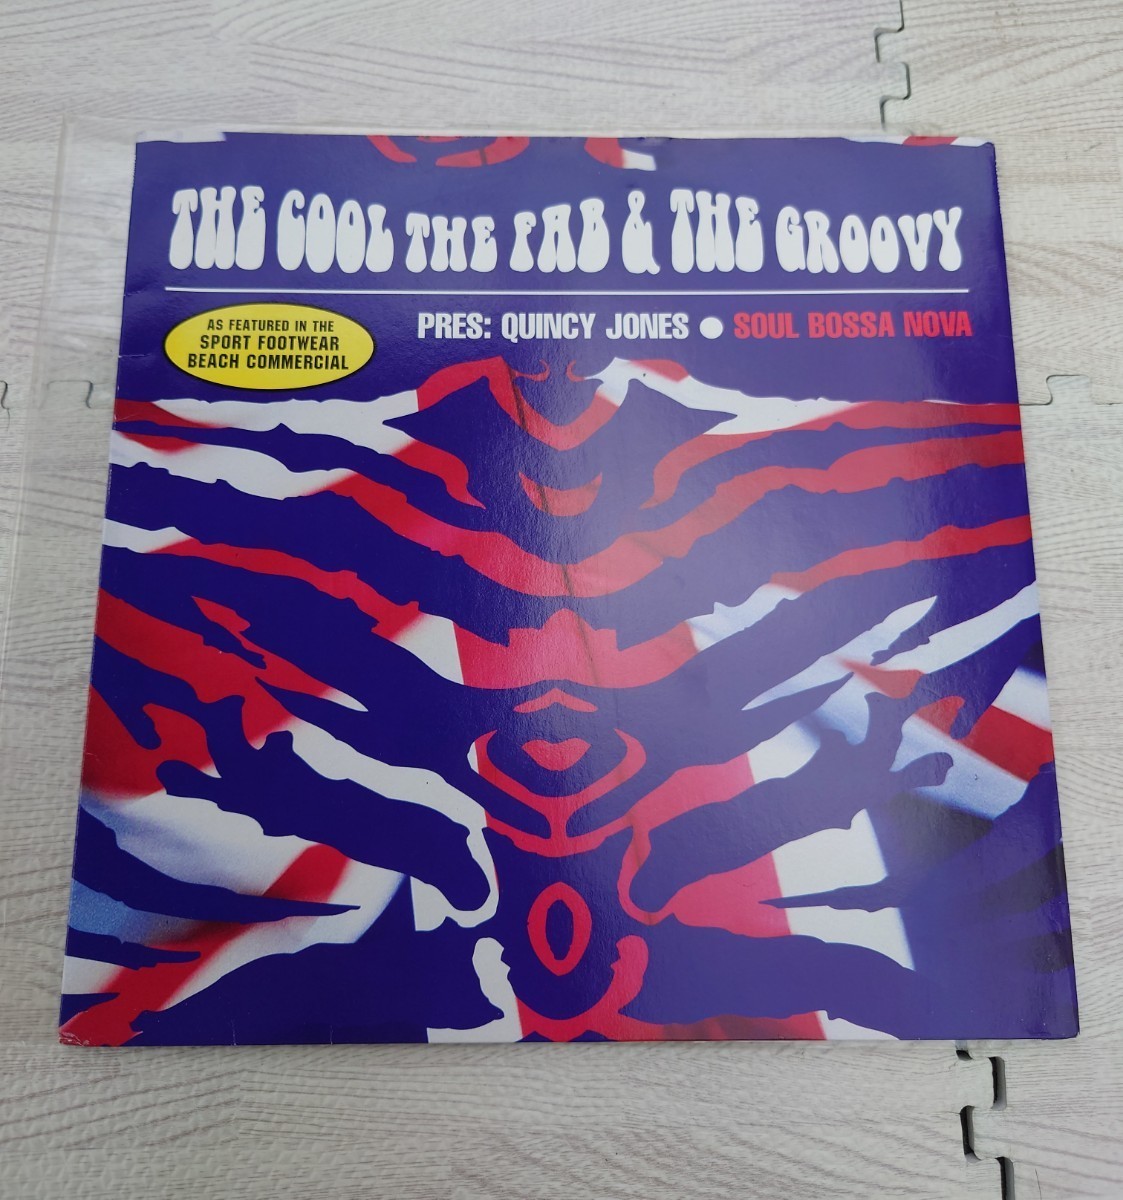 THE COOL THE FAB & THE GROOVY
AS FEATURED IN THE
SPORT FOOTWEAR
BEACH COMMERCIAL
PRES: QUINCY JONES ● SOUL BOSSA NOVA